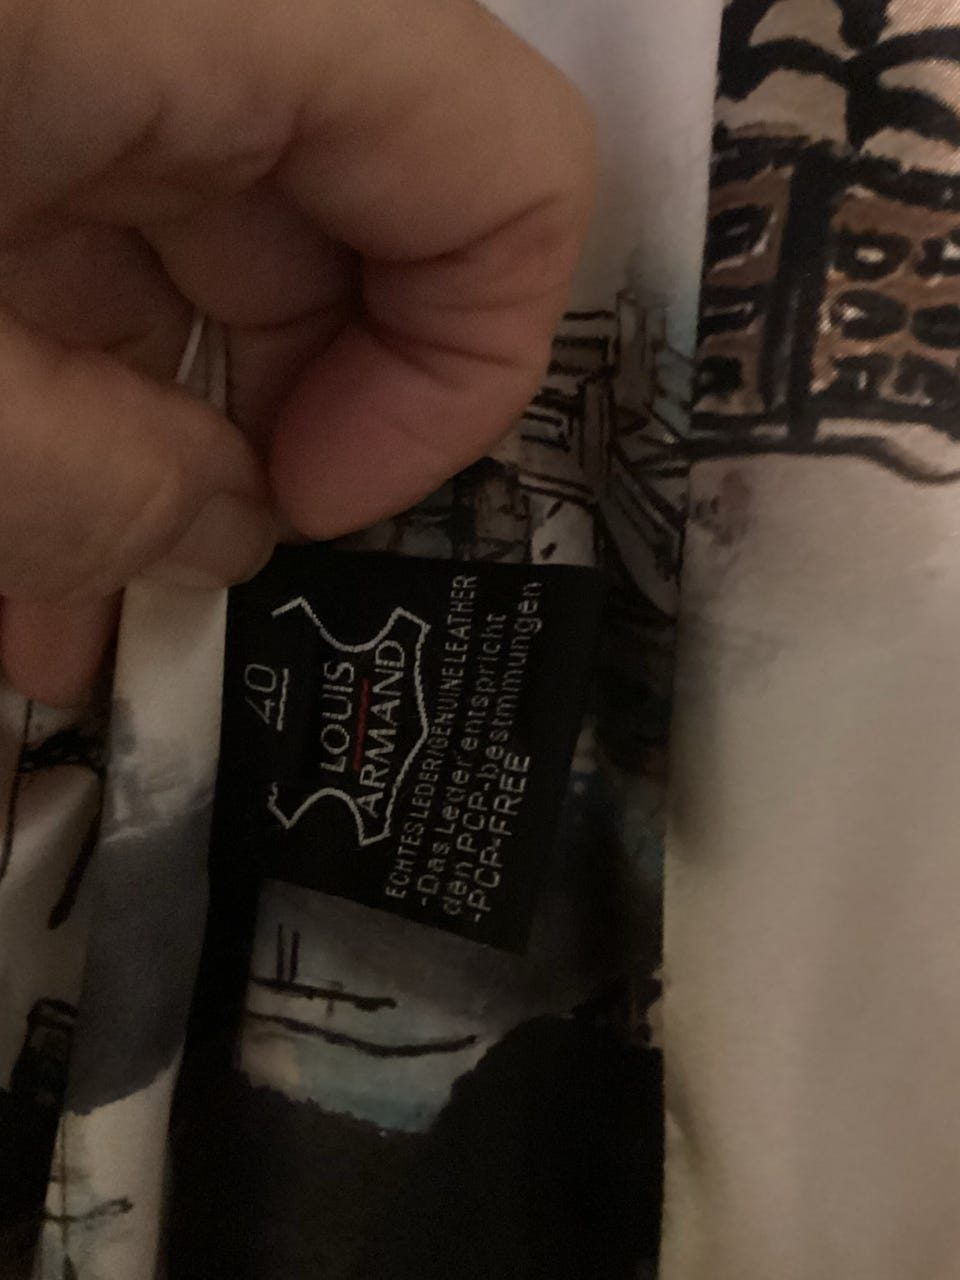 40
LOUIS
ARMAND
ECHTES LEDER/GENUINE LEATHER
-Das Leder entspricht
den PCP-bestmmungen
-PCP-FREE